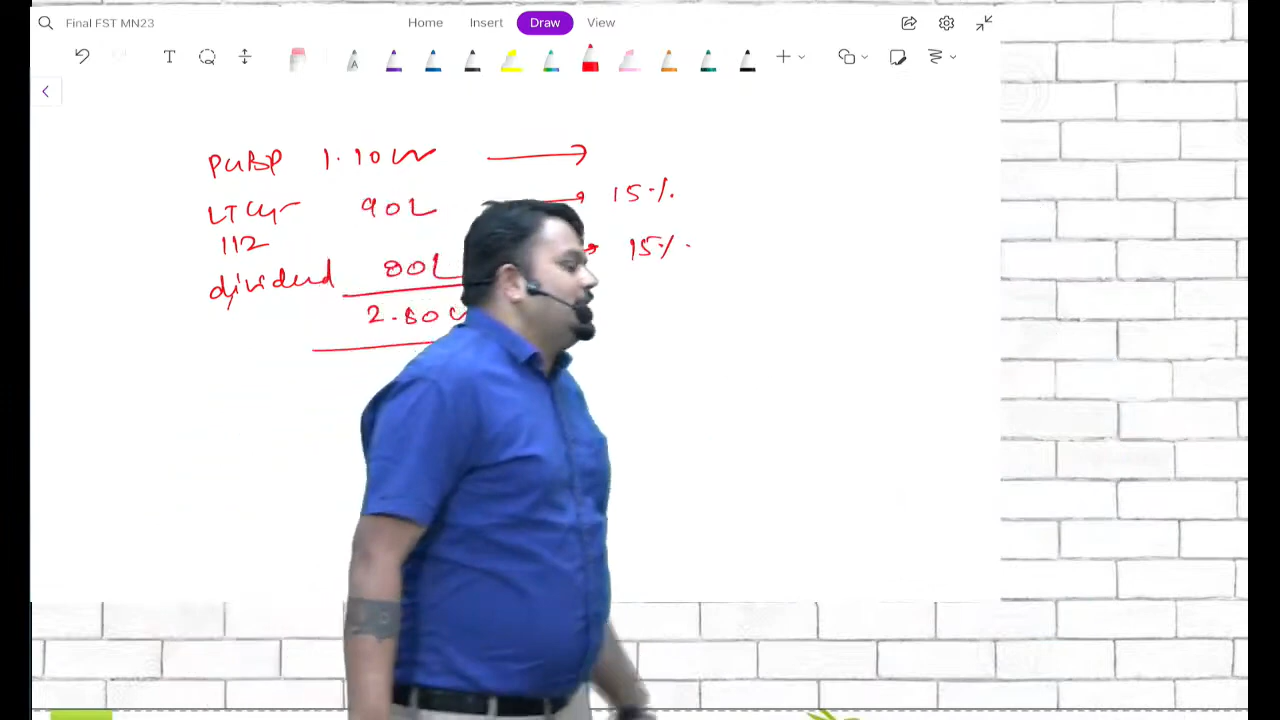 Final FST MN23
Home Insert Draw View
PGBP 1.10 Cr
LTCG 90L 15%
112
dividend 80L 15%.
2.80 C